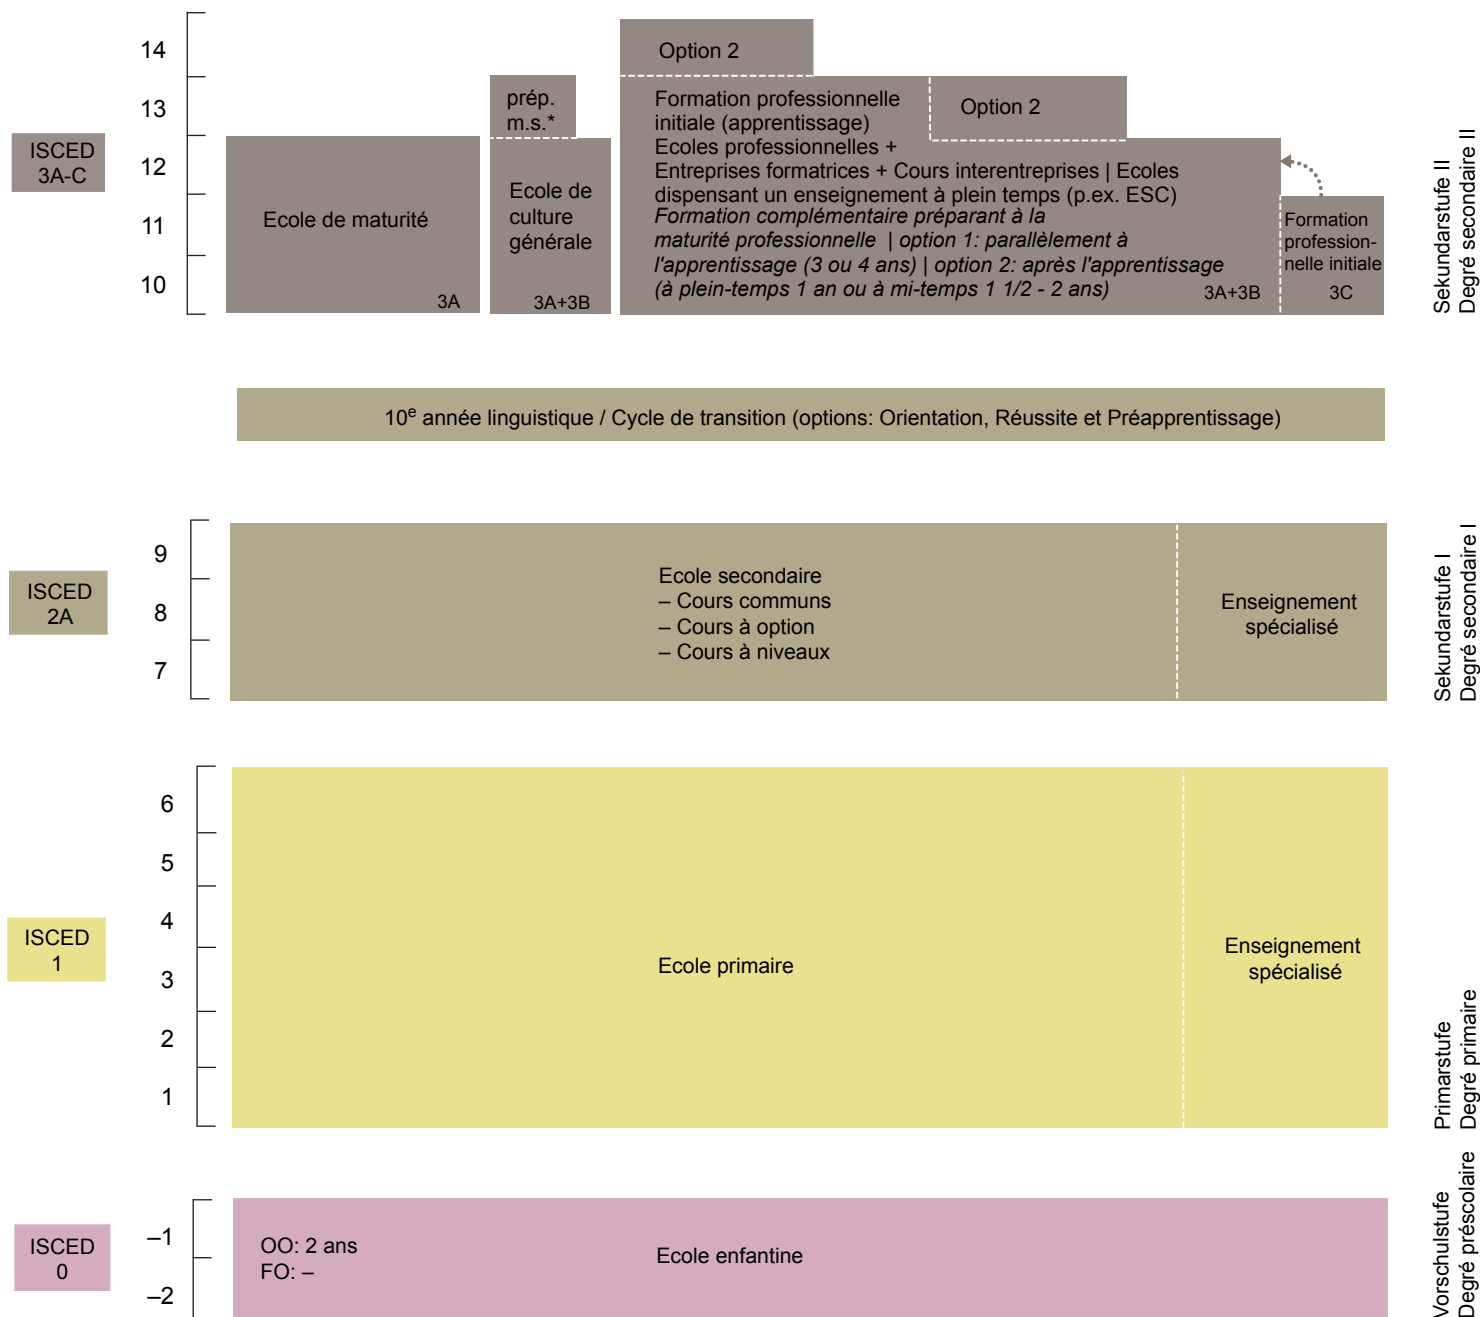 14
13
12
11
10
ISCED
3A-C
Ecole de maturité
3A
prép.
m.s.*
Ecole de
culture
générale
3A+3B
Option 2
Formation professionnelle
initiale (apprentissage)
Ecoles professionnelles +
Entreprises formatrices + Cours interentreprises | Ecoles
dispensant un enseignement à plein temps (p.ex. ESC)
Formation complémentaire préparant à la
maturité professionnelle | option 1: parallèlement à
l'apprentissage (3 ou 4 ans) | option 2: après l'apprentissage
(à plein-temps 1 an ou à mi-temps 1 1/2 - 2 ans)
3A+3B
Option 2
Formation
profession-
nelle initiale
3C
Sekundarstufe II
Degré secondaire II
10e année linguistique / Cycle de transition (options: Orientation, Réussite et Préapprentissage)
9
8
7
ISCED
2A
Ecole secondaire
– Cours communs
– Cours à option
– Cours à niveaux
Enseignement
spécialisé
Sekundarstufe I
Degré secondaire I
6
5
4
3
2
1
ISCED
1
Ecole primaire
Enseignement
spécialisé
Primarstufe
Degré primaire
–1
–2
ISCED
0
OO: 2 ans
FO: –
Ecole enfantine
Vorschulstufe
Degré préscolaire